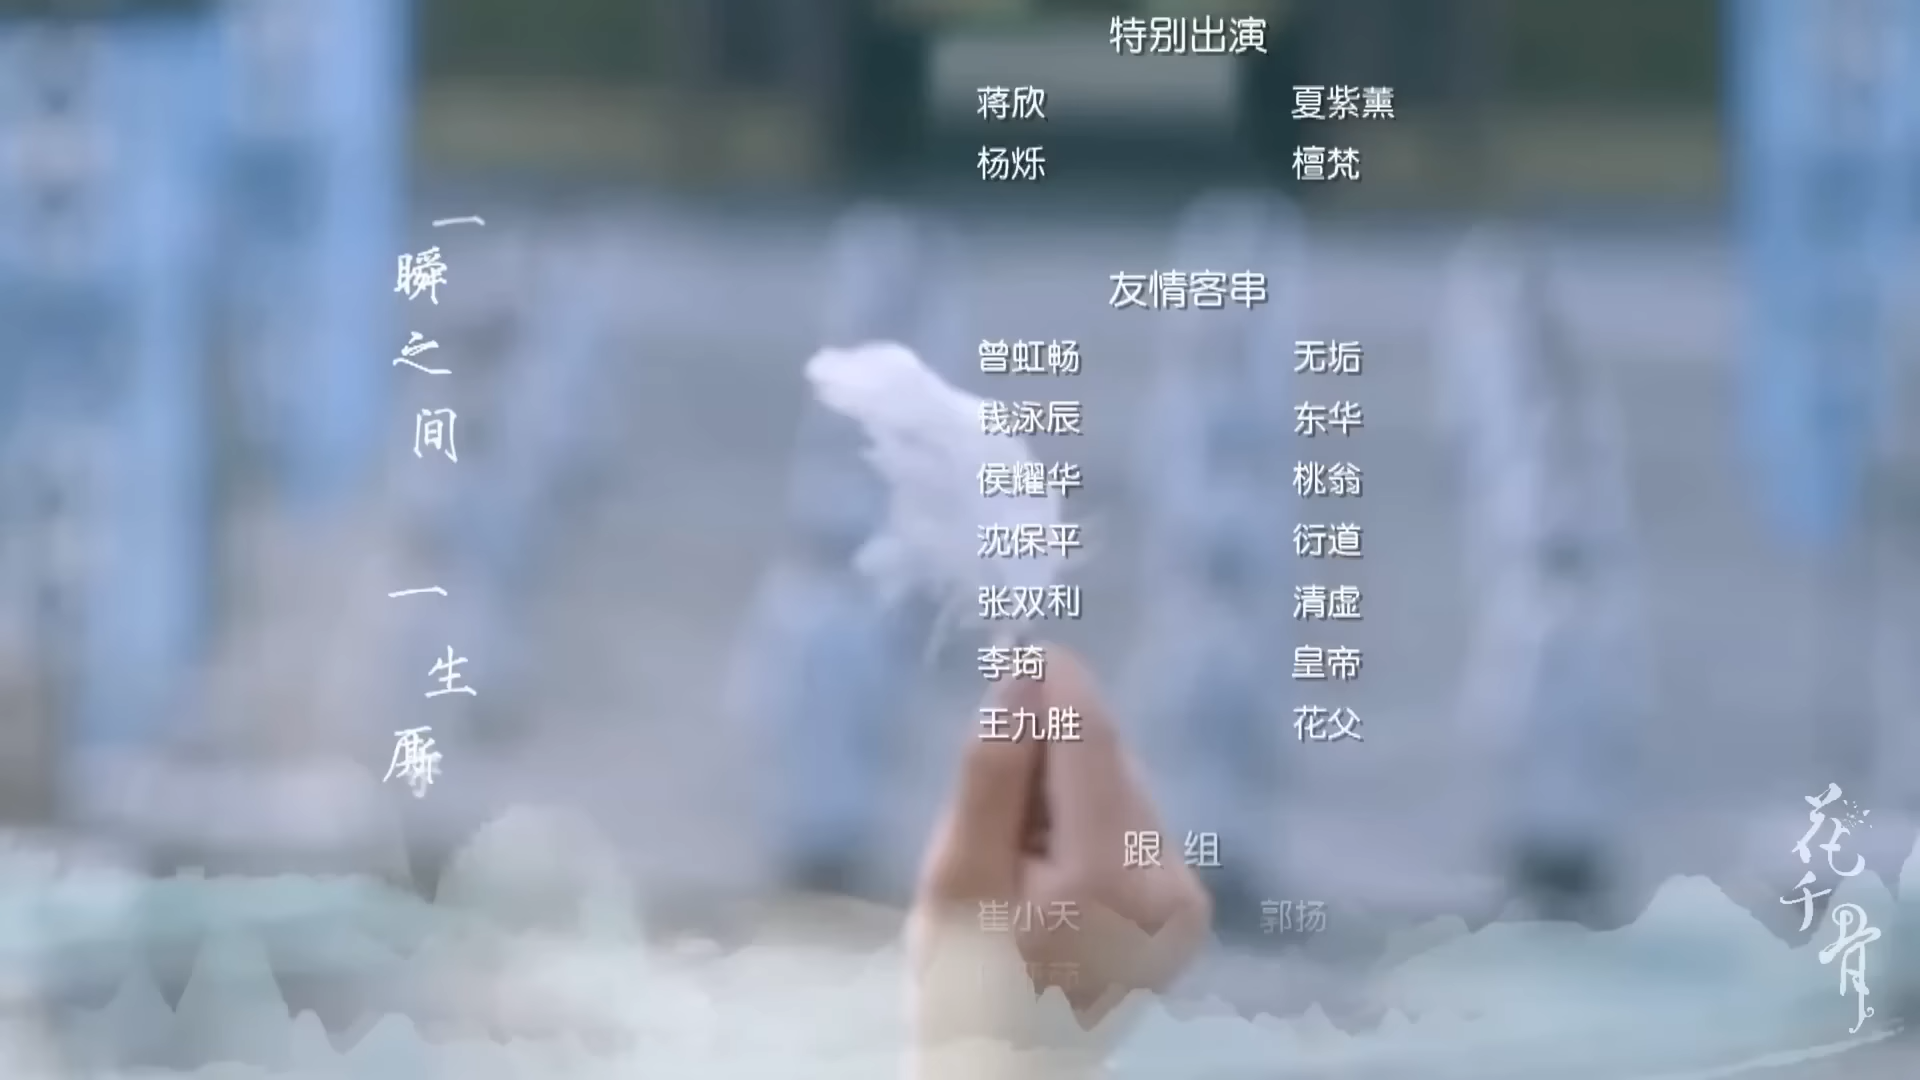 一瞬之间 一生厮
特别出演
蒋欣 夏紫薰
杨烁 檀梵
友情客串
曾虹畅 无垢
钱泳辰 东华
侯耀华 桃翁
沈保平 衍道
张双利 清虚
李琦 皇帝
王九胜 花父
跟 组
崔小天 郭扬
花千骨